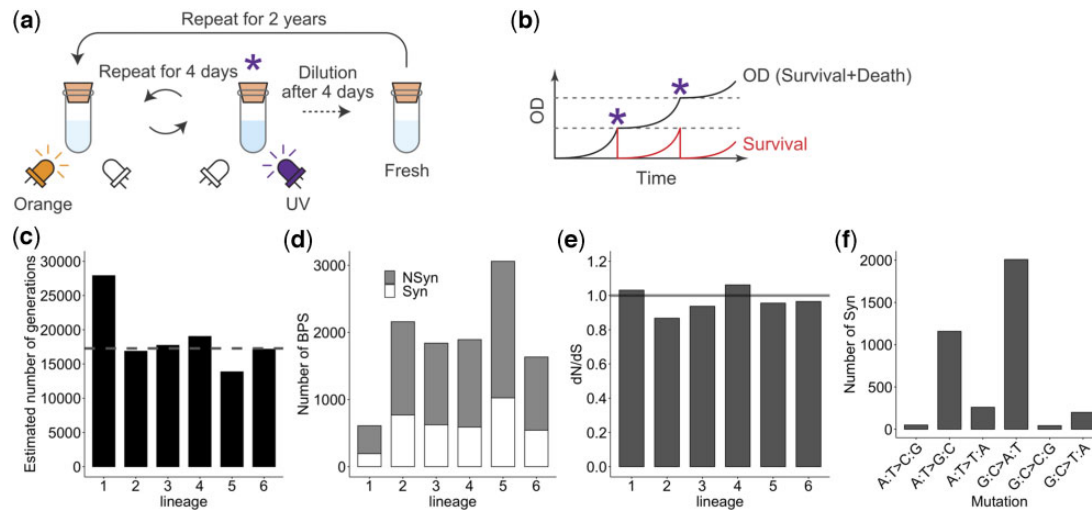 (a)
Repeat for 2 years
Repeat for 4 days
*
Dilution
after 4 days
Fresh
Orange
UV
(b)
OD
*
*
OD (Survival+Death)
Survival
Time
(c)
Estimated number of generations
30000
25000
20000
15000
10000
5000
0
1 2 3 4 5 6
lineage
(d)
Number of BPS
3000
2000
1000
0
NSyn
Syn
1 2 3 4 5 6
lineage
(e)
dN/dS
1.2
1.0
0.8
0.6
0.4
0.2
0.0
1 2 3 4 5 6
lineage
(f)
Number of Syn
2000
1500
1000
500
0
A:T>C:G
A:T>G:C
A:T>T:A
G:C>A:T
G:C>C:G
G:C>T:A
Mutation